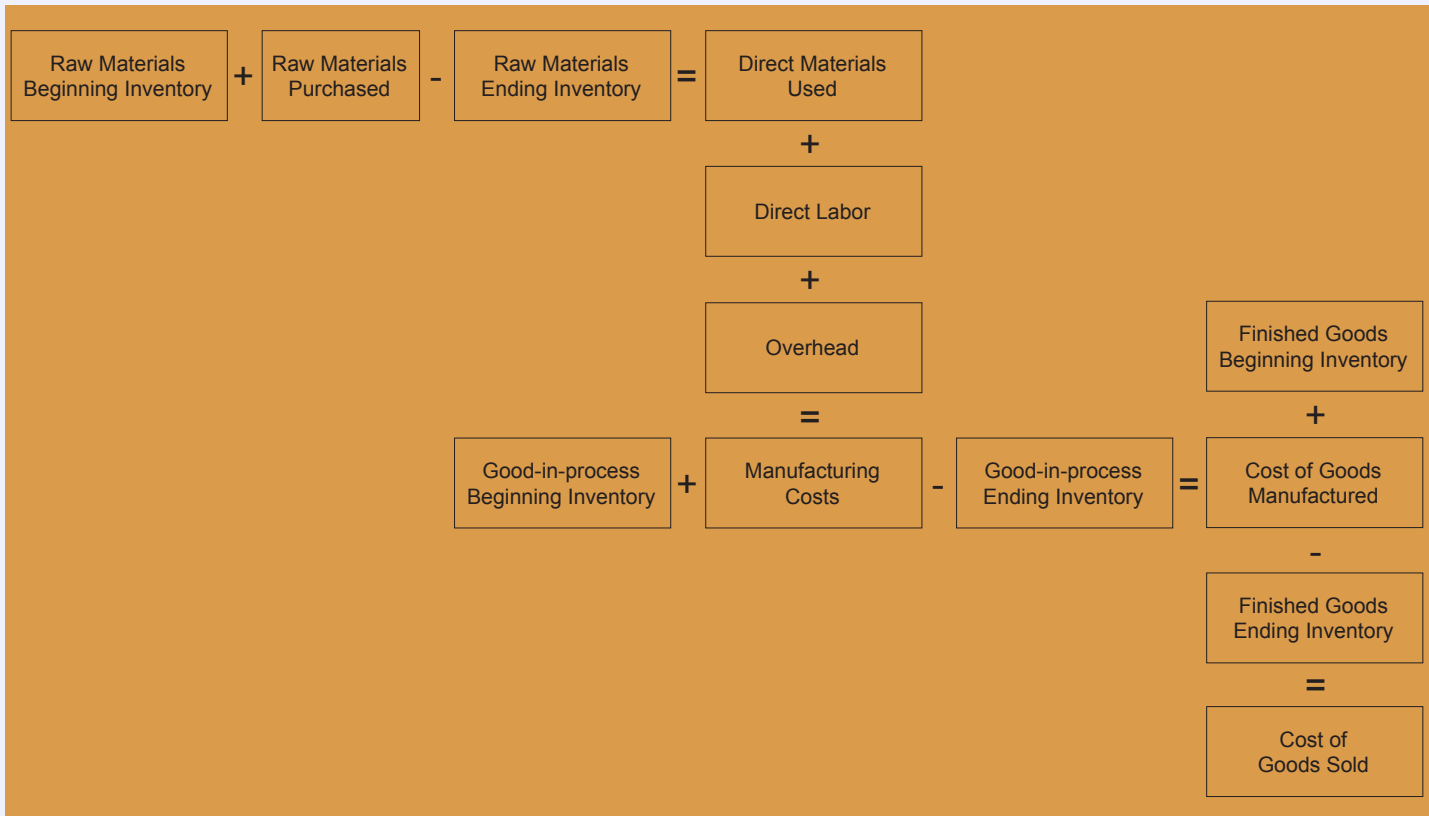 Raw Materials
Beginning Inventory
+
Raw Materials
Purchased
-
Raw Materials
Ending Inventory
=
Direct Materials
Used
+
Direct Labor
+
Overhead
=
Finished Goods
Beginning Inventory
+
Good-in-process
Beginning Inventory
+
Manufacturing
Costs
-
Good-in-process
Ending Inventory
=
Cost of Goods
Manufactured
-
Finished Goods
Ending Inventory
=
Cost of
Goods Sold